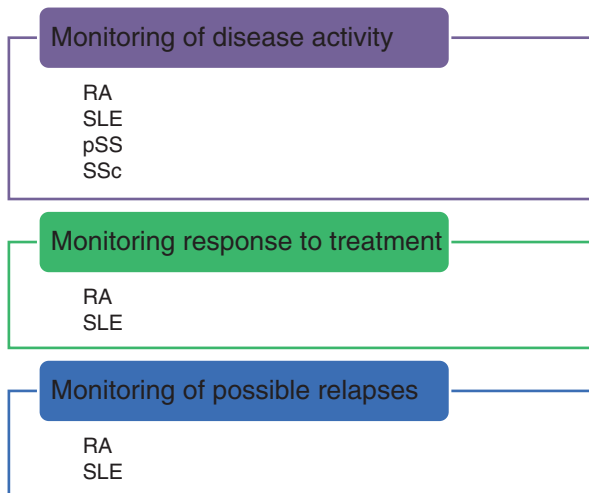 Monitoring of disease activity
RA
SLE
pSS
SSc
Monitoring response to treatment
RA
SLE
Monitoring of possible relapses
RA
SLE